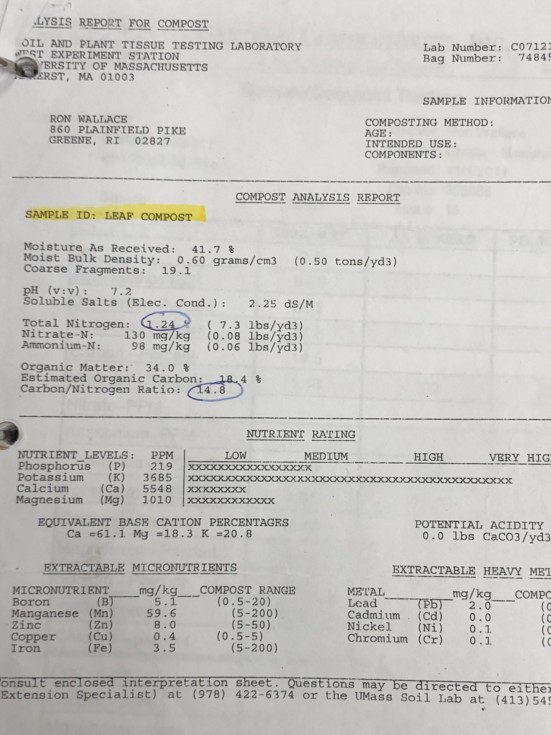 LYSIS REPORT FOR COMPOST
OIL AND PLANT TISSUE TESTING LABORATORY
EXPERIMENT STATION
VERSITY OF MASSACHUSETTS
ERST, MA 01003
Lab Number: C07121
Bag Number: 74845
SAMPLE INFORMATION
RON WALLACE
860 PLAINFIELD PIKE
GREENE, RI 02827
COMPOSTING METHOD:
AGE:
INTENDED USE:
COMPONENTS:
COMPOST ANALYSIS REPORT
SAMPLE ID: LEAF COMPOST
Moisture As Received: 41.7 %
Moist Bulk Density: 0.60 grams/cm3 (0.50 tons/yd3)
Coarse Fragments: 19.1
pH (v:v): 7.2
Soluble Salts (Elec. Cond.): 2.25 dS/M
Total Nitrogen: 1.24 % ( 7.3 lbs/yd3)
Nitrate-N: 130 mg/kg (0.08 lbs/yd3)
Ammonium-N: 98 mg/kg (0.06 lbs/yd3)
Organic Matter: 34.0 %
Estimated Organic Carbon: 18.4 %
Carbon/Nitrogen Ratio: 14.8
NUTRIENT RATING
NUTRIENT LEVELS: PPM LOW MEDIUM HIGH VERY HIG
Phosphorus (P) 219 XXXXXXXXXXXXXXXXX
Potassium (K) 3685 XXXXXXXXXXXXXXXXXXXXXXXXXXXXXXXXXXXXXXXXXXXX
Calcium (Ca) 5548 XXXXXXXX
Magnesium (Mg) 1010 XXXXXXXXXXXX
EQUIVALENT BASE CATION PERCENTAGES
Ca =61.1 Mg =18.3 K =20.8
POTENTIAL ACIDITY
0.0 lbs CaCO3/yd3
EXTRACTABLE MICRONUTRIENTS
MICRONUTRIENT mg/kg COMPOST RANGE
Boron (B) 5.1 (0.5-20)
Manganese (Mn) 59.6 (5-200)
Zinc (Zn) 8.0 (5-50)
Copper (Cu) 0.4 (0.5-5)
Iron (Fe) 3.5 (5-200)
EXTRACTABLE HEAVY MET
METAL mg/kg COMPO
Lead (Pb) 2.0 (
Cadmium (Cd) 0.0 (
Nickel (Ni) 0.1 (
Chromium (Cr) 0.1 (
onsult enclosed interpretation sheet. Questions may be directed to either
Extension Specialist) at (978) 422-6374 or the UMass Soil Lab at (413)545